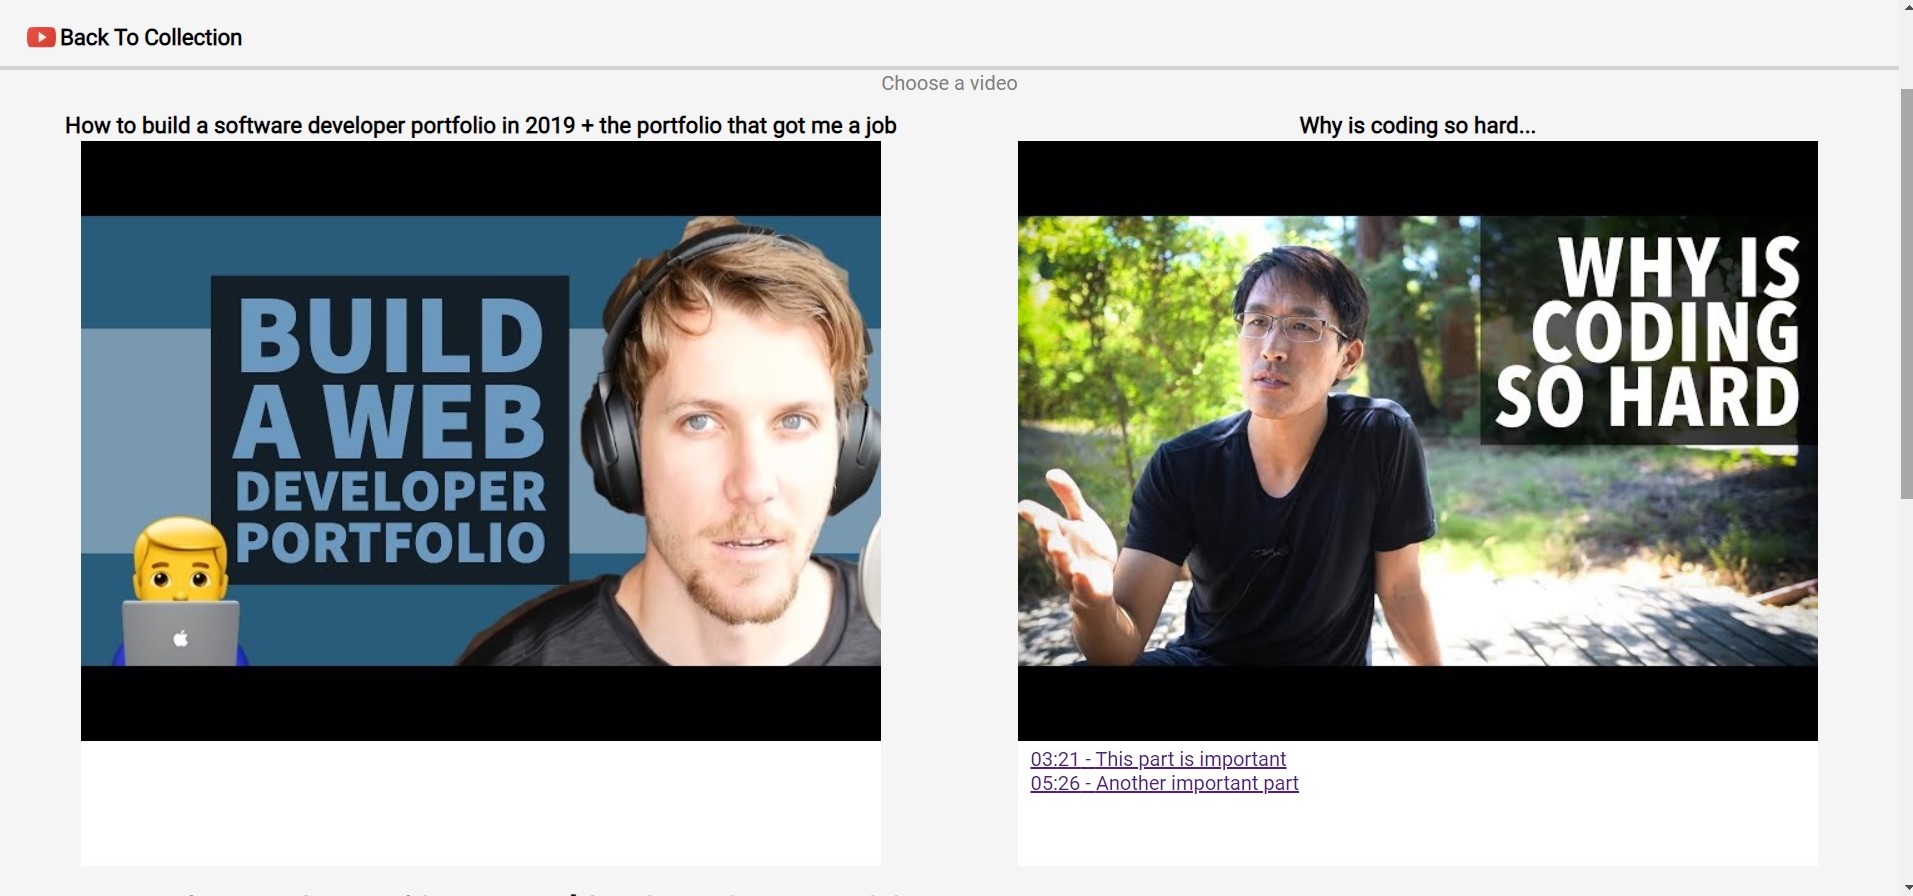 Back To Collection
Choose a video
How to build a software developer portfolio in 2019 + the portfolio that got me a job
BUILD
A WEB
DEVELOPER
PORTFOLIO
Why is coding so hard...
WHY IS
CODING
SO HARD
03:21 - This part is important
05:26 - Another important part